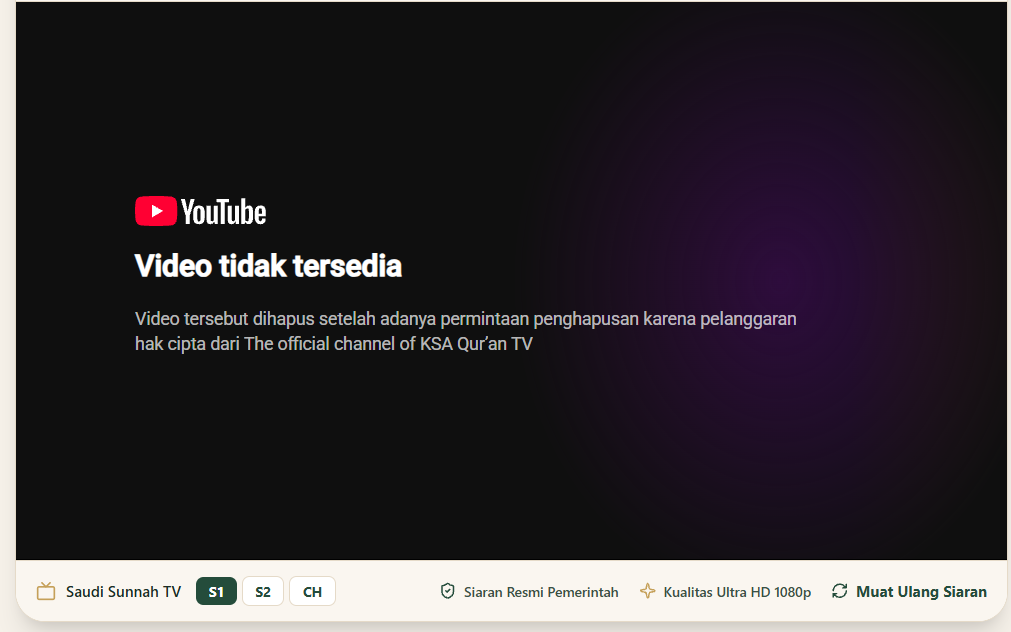 YouTube
Video tidak tersedia
Video tersebut dihapus setelah adanya permintaan penghapusan karena pelanggaran
hak cipta dari The official channel of KSA Qur’an TV
Saudi Sunnah TV S1 S2 CH Siaran Resmi Pemerintah Kualitas Ultra HD 1080p Muat Ulang Siaran